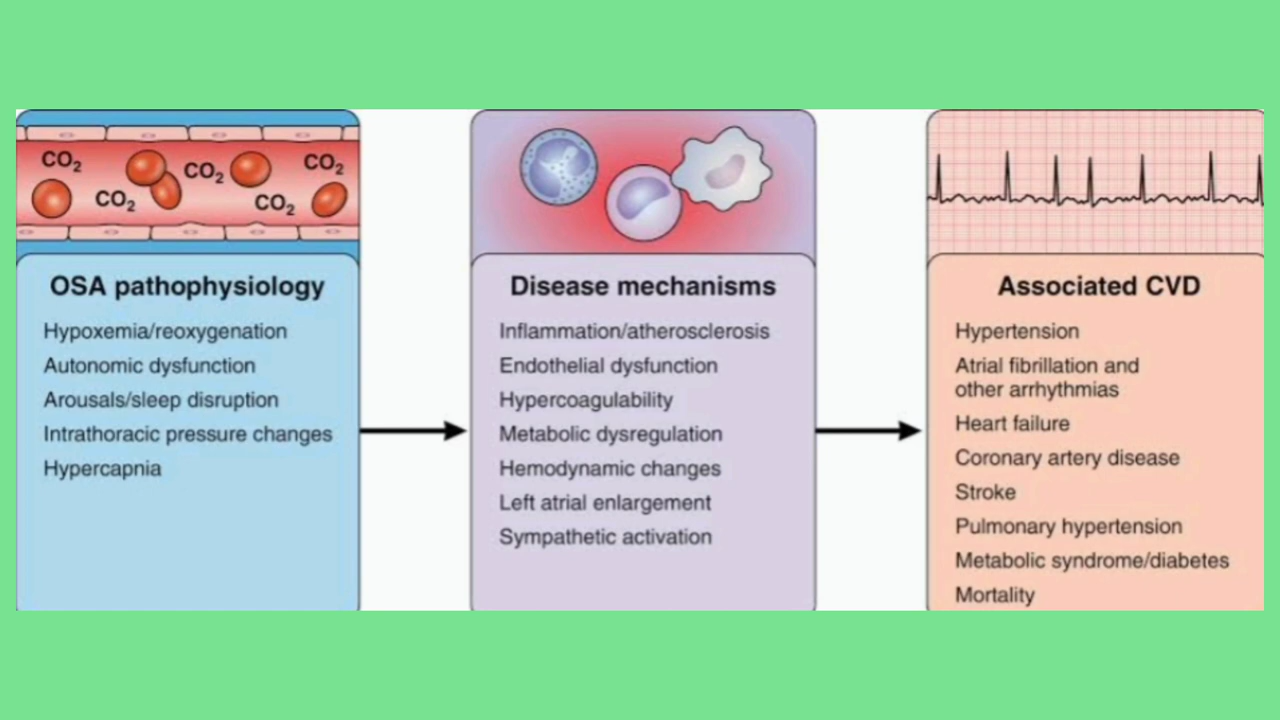 CO2
CO2
CO2
CO2
CO2
OSA pathophysiology
Hypoxemia/reoxygenation
Autonomic dysfunction
Arousals/sleep disruption
Intrathoracic pressure changes
Hypercapnia
Disease mechanisms
Inflammation/atherosclerosis
Endothelial dysfunction
Hypercoagulability
Metabolic dysregulation
Hemodynamic changes
Left atrial enlargement
Sympathetic activation
Associated CVD
Hypertension
Atrial fibrillation and
other arrhythmias
Heart failure
Coronary artery disease
Stroke
Pulmonary hypertension
Metabolic syndrome/diabetes
Mortality